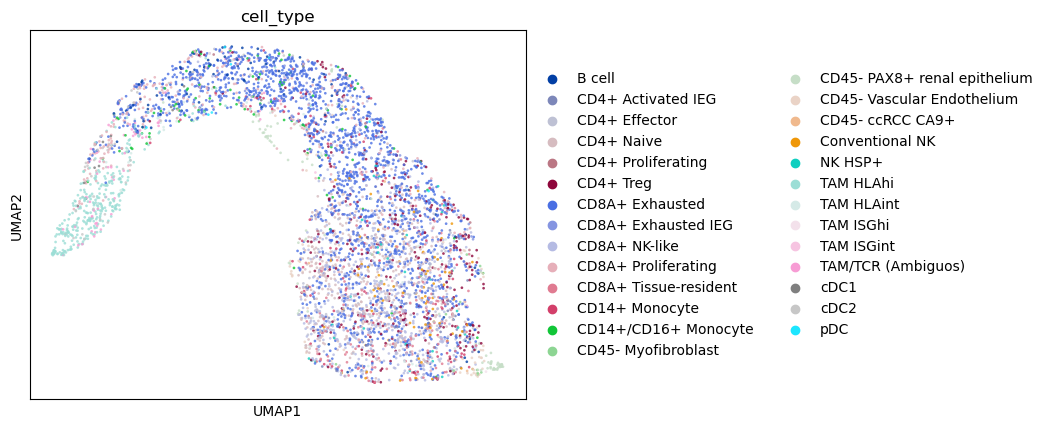 cell_type
UMAP2
UMAP1
B cell
CD4+ Activated IEG
CD4+ Effector
CD4+ Naive
CD4+ Proliferating
CD4+ Treg
CD8A+ Exhausted
CD8A+ Exhausted IEG
CD8A+ NK-like
CD8A+ Proliferating
CD8A+ Tissue-resident
CD14+ Monocyte
CD14+/CD16+ Monocyte
CD45- Myofibroblast
CD45- PAX8+ renal epithelium
CD45- Vascular Endothelium
CD45- ccRCC CA9+
Conventional NK
NK HSP+
TAM HLAhi
TAM HLAint
TAM ISGhi
TAM ISGint
TAM/TCR (Ambiguos)
cDC1
cDC2
pDC